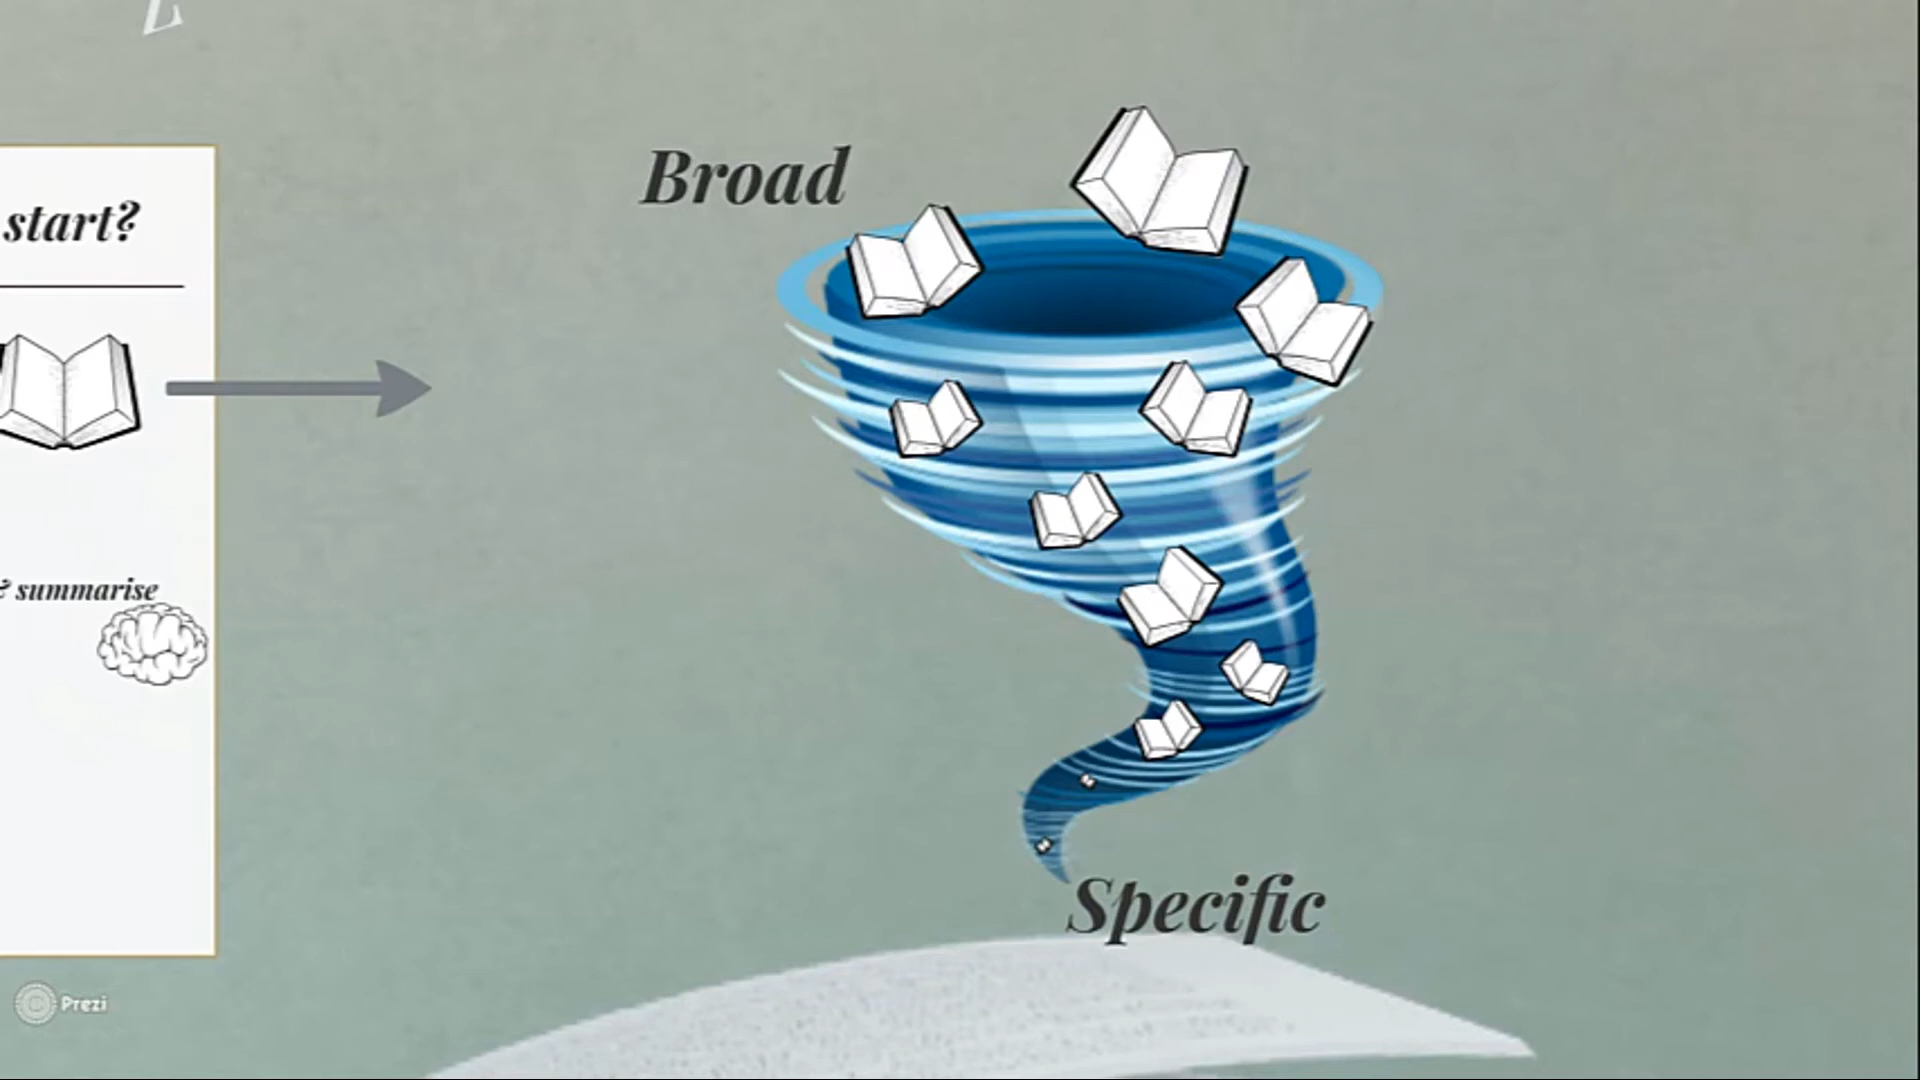 start?
& summarise
Broad
Specific
Prezi